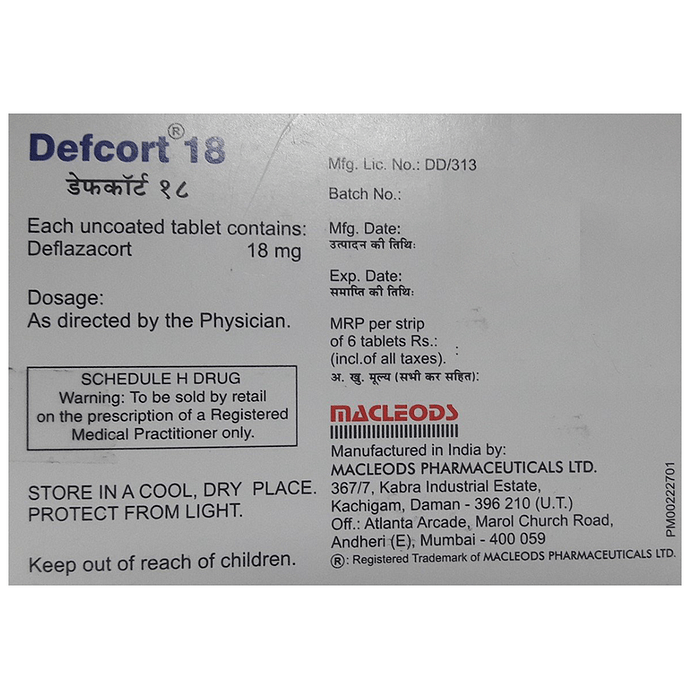 Defcort® 18
डेफकॉर्ट १८
Each uncoated tablet contains:
Deflazacort 18 mg
Dosage:
As directed by the Physician.
SCHEDULE H DRUG
Warning: To be sold by retail
on the prescription of a Registered
Medical Practitioner only.
STORE IN A COOL, DRY PLACE.
PROTECT FROM LIGHT.
Keep out of reach of children.
Mfg. Lic. No.: DD/313
Batch No.:
Mfg. Date:
उत्पादन की तिथि:
Exp. Date:
समाप्ति की तिथि:
MRP per strip
of 6 tablets Rs.:
(incl.of all taxes). :
अ. खु. मूल्य (सभी कर सहित):
MACLEODS
Manufactured in India by:
MACLEODS PHARMACEUTICALS LTD.
367/7, Kabra Industrial Estate,
Kachigam, Daman - 396 210 (U.T.)
Off.: Atlanta Arcade, Marol Church Road,
Andheri (E), Mumbai - 400 059
®: Registered Trademark of MACLEODS PHARMACEUTICALS LTD.
PM00222701